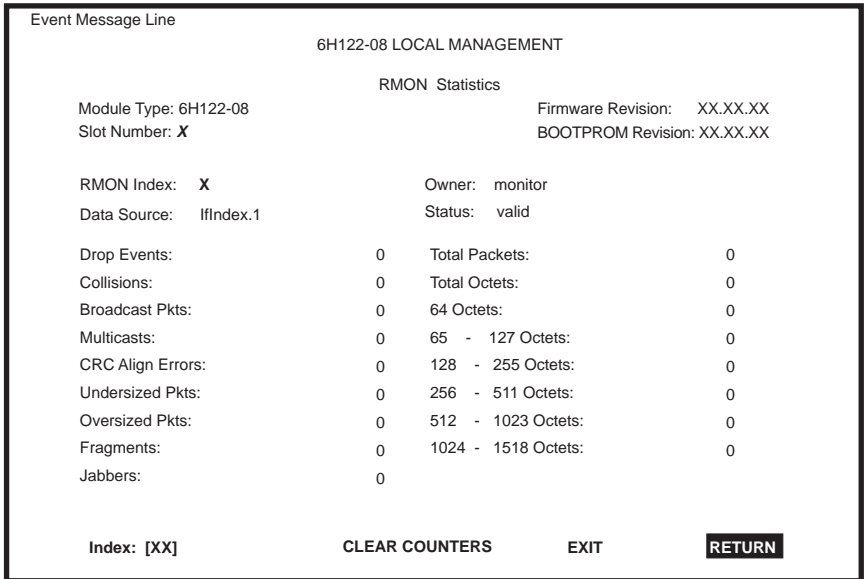 Event Message Line
6H122-08 LOCAL MANAGEMENT
RMON Statistics
Module Type: 6H122-08 Firmware Revision: XX.XX.XX
Slot Number: X BOOTPROM Revision: XX.XX.XX
RMON Index: X Owner: monitor
Data Source: IfIndex.1 Status: valid
Drop Events: 0 Total Packets: 0
Collisions: 0 Total Octets: 0
Broadcast Pkts: 0 64 Octets: 0
Multicasts: 0 65 - 127 Octets: 0
CRC Align Errors: 0 128 - 255 Octets: 0
Undersized Pkts: 0 256 - 511 Octets: 0
Oversized Pkts: 0 512 - 1023 Octets: 0
Fragments: 0 1024 - 1518 Octets: 0
Jabbers: 0
Index: [XX] CLEAR COUNTERS EXIT RETURN